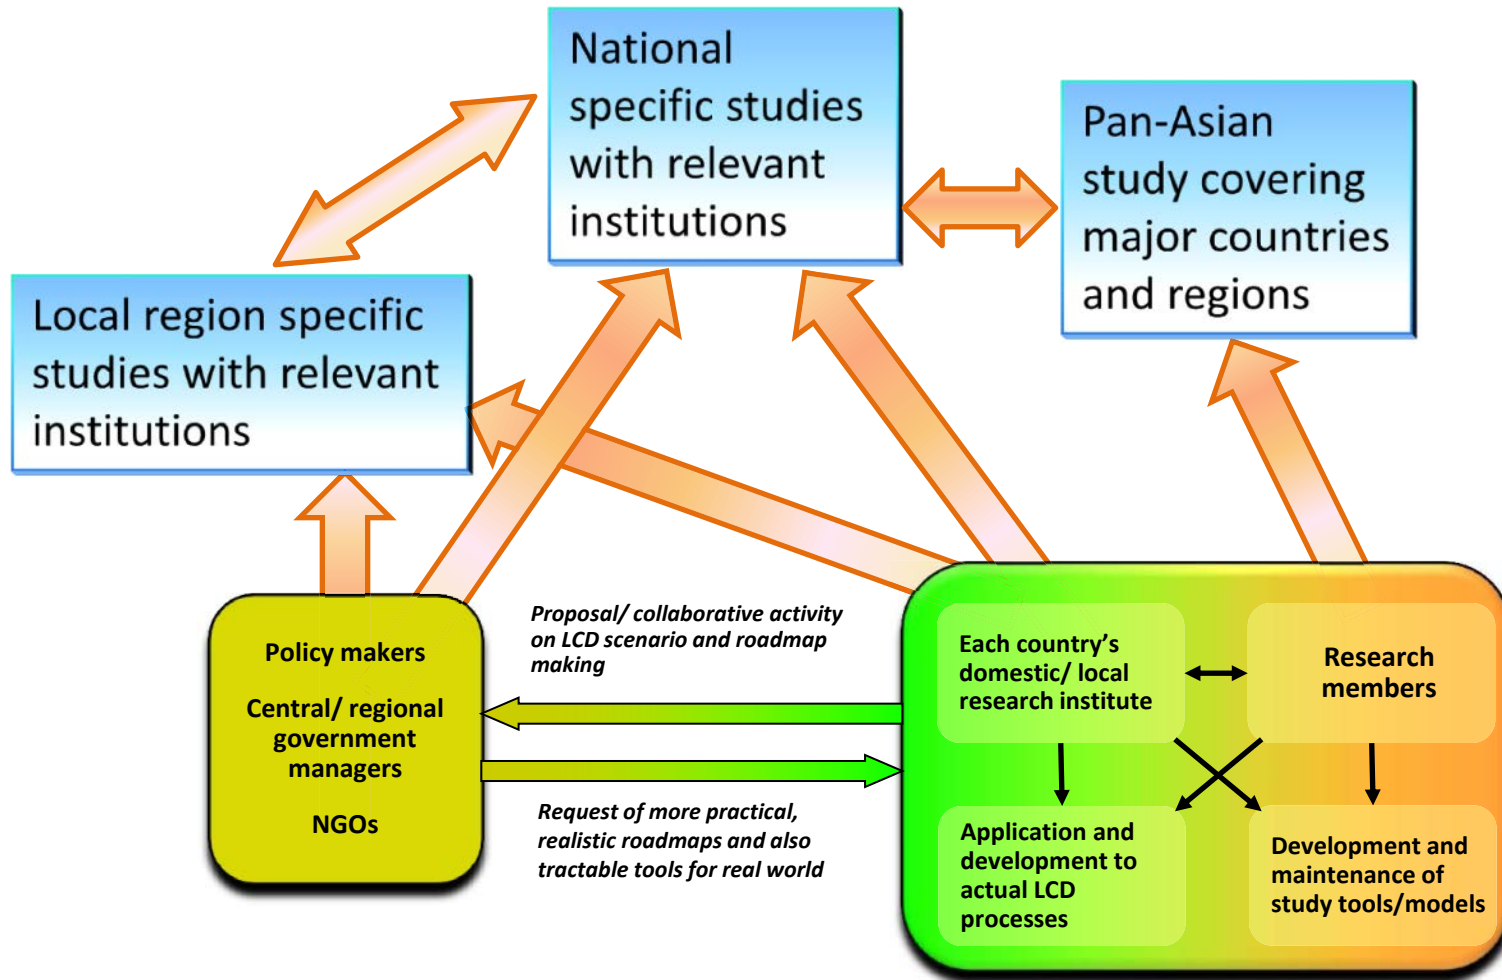 National
specific studies
with relevant
institutions
Pan-Asian
study covering
major countries
and regions
Local region specific
studies with relevant
institutions
Policy makers
Central/ regional
government
managers
NGOs
Proposal/ collaborative activity
on LCD scenario and roadmap
making
Request of more practical,
realistic roadmaps and also
tractable tools for real world
Each country’s
domestic/ local
research institute
Research
members
Application and
development to
actual LCD
processes
Development and
maintenance of
study tools/models